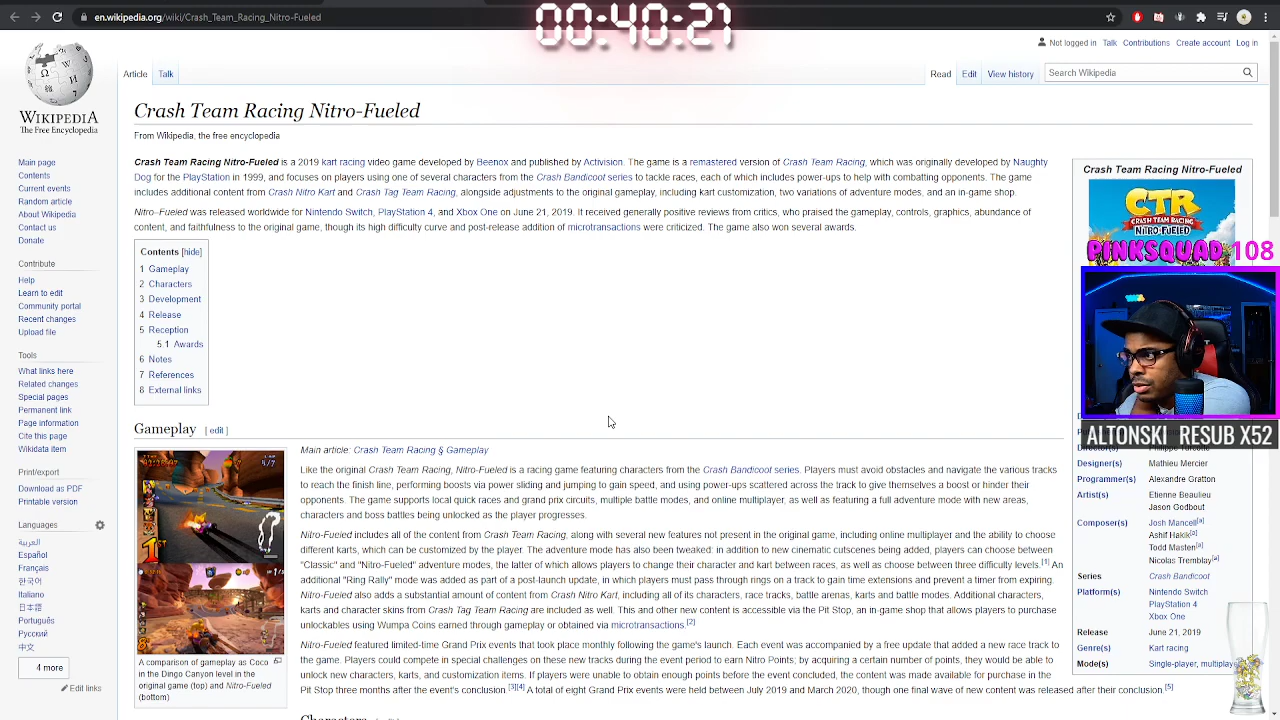 en.wikipedia.org/wiki/Crash_Team_Racing_Nitro-Fueled
00:40:21
Not logged in Talk Contributions Create account Log in
Article Talk
Read Edit View history
Search Wikipedia
WIKIPEDIA
The Free Encyclopedia
Main page
Contents
Current events
Random article
About Wikipedia
Contact us
Donate
Contribute
Help
Learn to edit
Community portal
Recent changes
Upload file
Tools
What links here
Related changes
Special pages
Permanent link
Page information
Cite this page
Wikidata item
Print/export
Download as PDF
Printable version
Languages
العربية
Español
Français
한국어
Italiano
日本語
Português
Русский
中文
4 more
Edit links
Crash Team Racing Nitro-Fueled
From Wikipedia, the free encyclopedia
Crash Team Racing Nitro-Fueled is a 2019 kart racing video game developed by Beenox and published by Activision. The game is a remastered version of Crash Team Racing, which was originally developed by Naughty
Dog for the PlayStation in 1999, and focuses on players using one of several characters from the Crash Bandicoot series to tackle races, each of which includes power-ups to help with combatting opponents. The game
includes additional content from Crash Nitro Kart and Crash Tag Team Racing, alongside adjustments to the original gameplay, including kart customization, two variations of adventure modes, and an in-game shop.
Nitro–Fueled was released worldwide for Nintendo Switch, PlayStation 4, and Xbox One on June 21, 2019. It received generally positive reviews from critics, who praised the gameplay, controls, graphics, abundance of
content, and faithfulness to the original game, though its high difficulty curve and post-release addition of microtransactions were criticized. The game also won several awards.
Contents [hide]
1 Gameplay
2 Characters
3 Development
4 Release
5 Reception
5.1 Awards
6 Notes
7 References
8 External links
Gameplay [ edit ]
Main article: Crash Team Racing § Gameplay
Like the original Crash Team Racing, Nitro-Fueled is a racing game featuring characters from the Crash Bandicoot series. Players must avoid obstacles and navigate the various tracks
to reach the finish line, performing boosts via power sliding and jumping to gain speed, and using power-ups scattered across the track to give themselves a boost or hinder their
opponents. The game supports local quick races and grand prix circuits, multiple battle modes, and online multiplayer, as well as featuring a full adventure mode with new areas,
characters and boss battles being unlocked as the player progresses.
Nitro-Fueled includes all of the content from Crash Team Racing, along with several new features not present in the original game, including online multiplayer and the ability to choose
different karts, which can be customized by the player. The adventure mode has also been tweaked: in addition to new cinematic cutscenes being added, players can choose between
"Classic" and "Nitro-Fueled" adventure modes, the latter of which allows players to change their character and kart between races, as well as choose between three difficulty levels.[1] An
additional "Ring Rally" mode was added as part of a post-launch update, in which players must pass through rings on a track to gain time extensions and prevent a timer from expiring.
Nitro-Fueled also adds a substantial amount of content from Crash Nitro Kart, including all of its characters, race tracks, battle arenas, karts and battle modes. Additional characters,
karts and character skins from Crash Tag Team Racing are included as well. This and other new content is accessible via the Pit Stop, an in-game shop that allows players to purchase
unlockables using Wumpa Coins earned through gameplay or obtained via microtransactions.[2]
Nitro-Fueled featured limited-time Grand Prix events that took place monthly following the game's launch. Each event was accompanied by a free update that added a new race track to
the game. Players could compete in special challenges on these new tracks during the event period to earn Nitro Points; by acquiring a certain number of points, they would be able to
unlock new characters, karts, and customization items. If players were unable to obtain enough points before the event concluded, the content was made available for purchase in the
Pit Stop three months after the event's conclusion.[3][4] A total of eight Grand Prix events were held between July 2019 and March 2020, though one final wave of new content was released after their conclusion.[5]
1ST
8th
A comparison of gameplay as Coco
in the Dingo Canyon level in the
original game (top) and Nitro-Fueled
(bottom)
Crash Team Racing Nitro-Fueled
CTR
CRASH TEAM RACING
NITRO-FUELED
PINKSQUAD 108
ALTONSKI RESUB X52
Designer(s) Mathieu Mercier
Programmer(s) Alexandre Gratton
Artist(s) Etienne Beaulieu
Jason Godbout
Composer(s) Josh Mancell[a]
Ashif Hakik[a]
Todd Masten[a]
Nicolas Tremblay[a]
Series Crash Bandicoot
Platform(s) Nintendo Switch
PlayStation 4
Xbox One
Release June 21, 2019
Genre(s) Kart racing
Mode(s) Single-player, multiplay